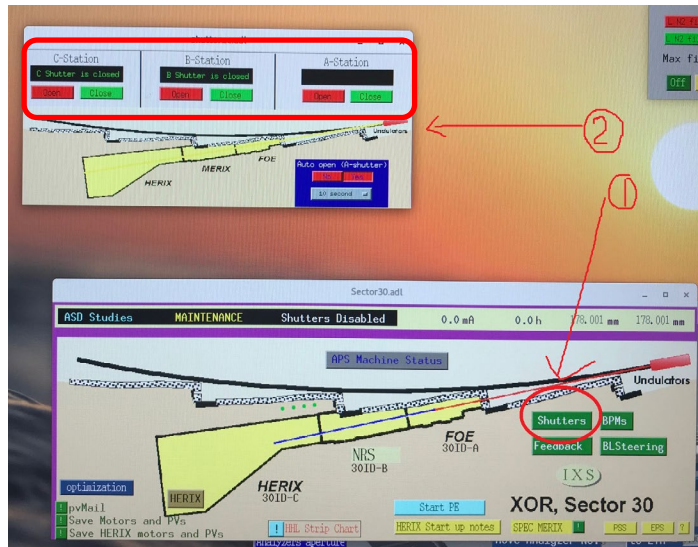 C-Station
B-Station
A-Station
C Shutter is closed
B Shutter is closed
Open
Close
Open
Close
Open
Close
Undulators
FOE
MERIX
HERIX
Auto open (A-shutter)
10 second
Max fi
Off
2
1
Sector30.adl
ASD Studies
MAINTENANCE
Shutters Disabled
0.0 mA
0.0 h
178.001 mm
178.001 mm
APS Machine Status
Undulators
Shutters
BPMs
Feedback
BLSteering
FOE
30ID-A
NRS
30ID-B
IXS
HERIX
30ID-C
HERIX
optimization
! pvMail
! Save Motors and PVs
! Save HERIX motors and PVs
! HHL Strip Chart
Start PE
HERIX Start up notes
XOR, Sector 30
SPEC MERIX !
PSS
EPS
?
Analyzers aperture